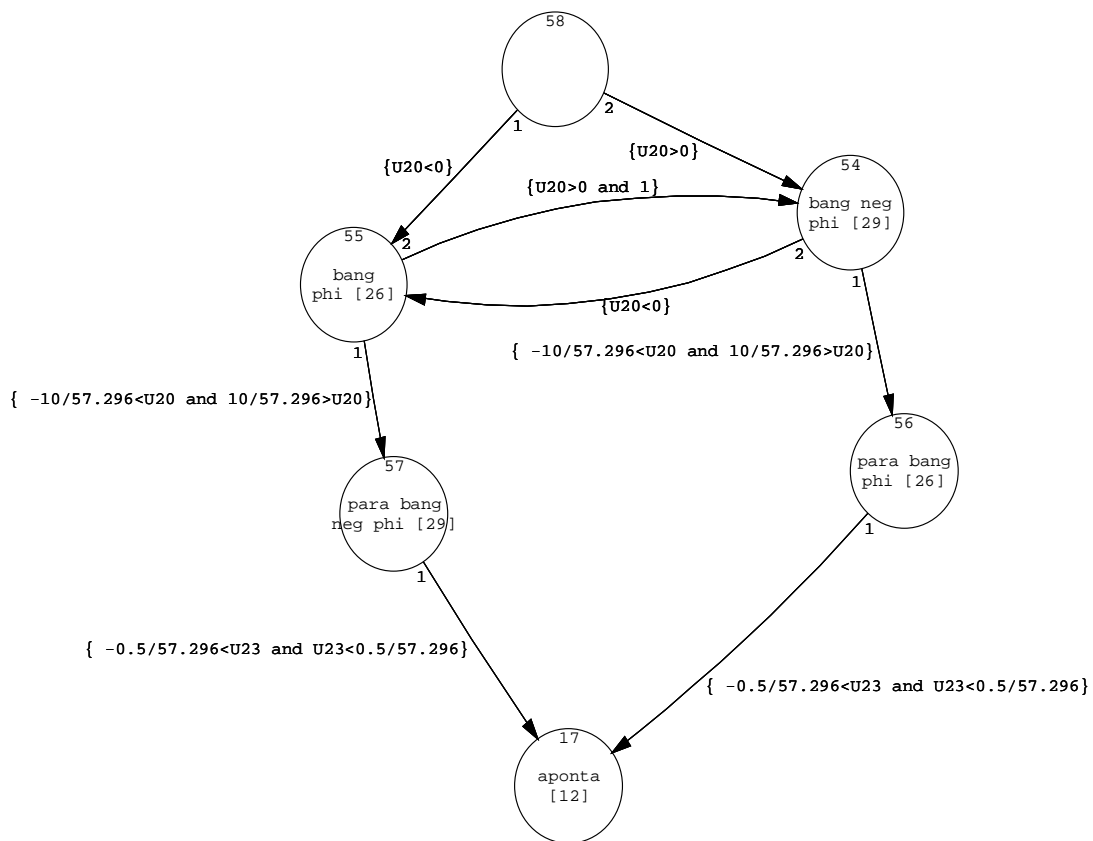 58
1
2
{U20<0}
{U20>0}
54
bang neg
phi [29]
{U20>0 and 1}
55
2
bang
phi [26]
2
1
{U20<0}
1
{ -10/57.296<U20 and 10/57.296>U20}
{ -10/57.296<U20 and 10/57.296>U20}
56
para bang
phi [26]
57
para bang
neg phi [29]
1
1
{ -0.5/57.296<U23 and U23<0.5/57.296}
{ -0.5/57.296<U23 and U23<0.5/57.296}
17
aponta
[12]